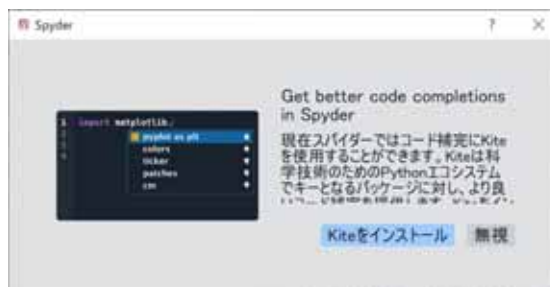 Spyder
Get better code completions
in Spyder
現在スパイダーではコード補完にKite
を使用することができます。Kiteは科
学技術のためのPythonエコシステム
でキーとなるパッケージに対し、より良
1 import matplotlib.
2
3
4
pyplot as plt
colors
ticker
patches
cm
Kiteをインストール 無視